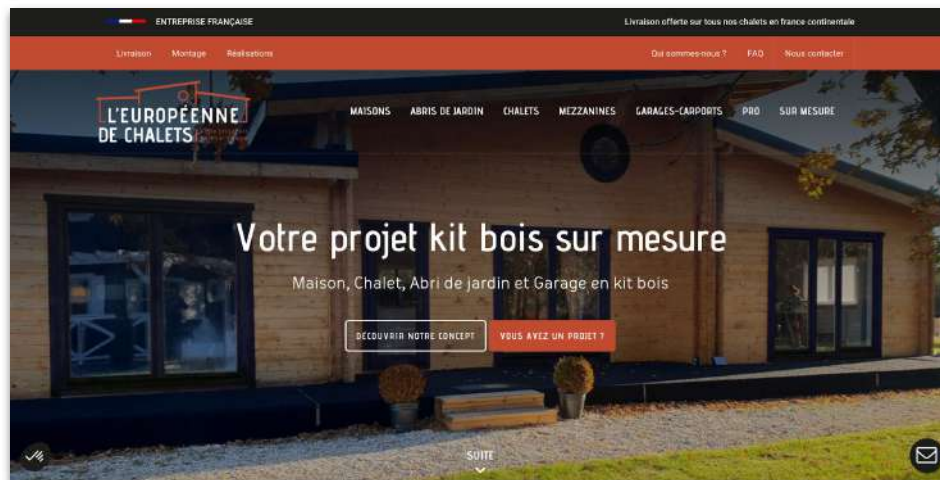 ENTREPRISE FRANÇAISE
Livraison offerte sur tous nos chalets en france continentale
Livraison Montage Réalisations
Qui sommes-nous ? FAQ Nous contacter
L'EUROPÉENNE
DE CHALETS
MAISONS ABRIS DE JARDIN CHALETS MEZZANINES GARAGES-CARPORTS PRO SUR MESURE
Votre projet kit bois sur mesure
Maison, Chalet, Abri de jardin et Garage en kit bois
DÉCOUVRIR NOTRE CONCEPT
VOUS AVEZ UN PROJET ?
SUITE